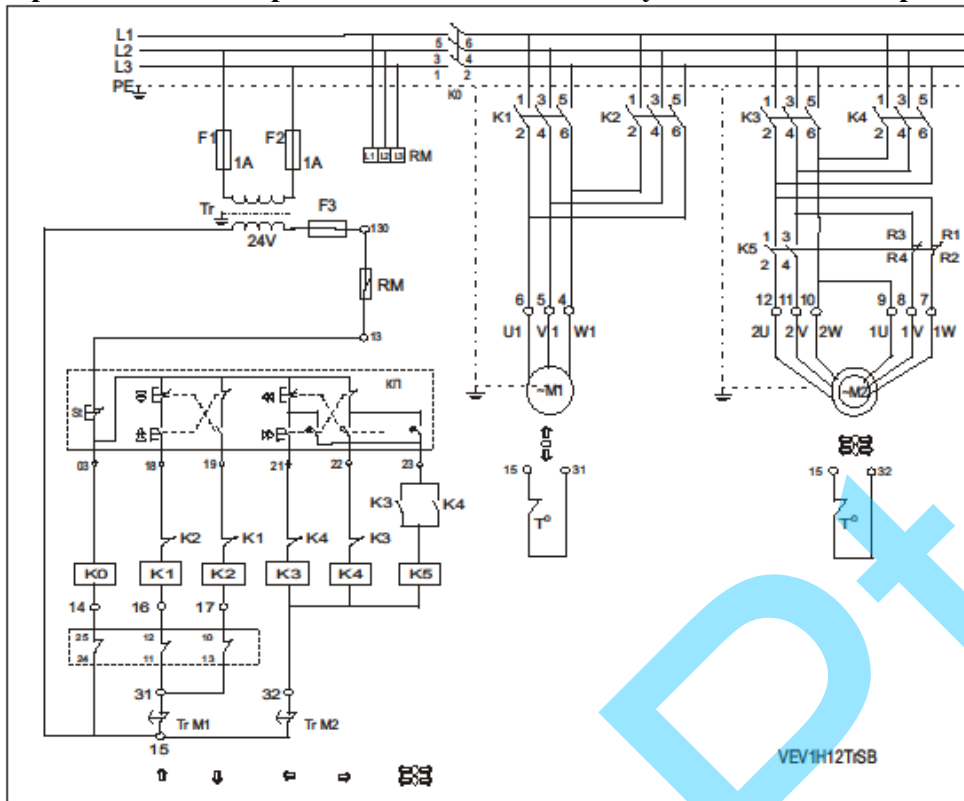 L1
L2
L3
PE
5 6
3 4
1 2
K0
F1 1A
F2 1A
L1 L2 L3 RM
Tr
24V
F3
130
RM
13
K1 1 3 5
2 4 6
K2 1 3 5
2 4 6
K3 1 3 5
2 4 6
K4 1 3 5
2 4 6
K5 1 3
2 4
R3 R1
R4 R2
6 5 4
U1 V1 W1
12 11 10 9 8 7
2U 2V 2W 1U 1V 1W
~M1
~M2
КП
St
03 18 19 21 22 23
K3 K4
K2 K1 K4 K3
K0 K1 K2 K3 K4 K5
14 16 17
25 12 10
24 11 13
31 32
Tr M1 Tr M2
15
15 31
T°
15 32
T°
VEV1H12TrSB